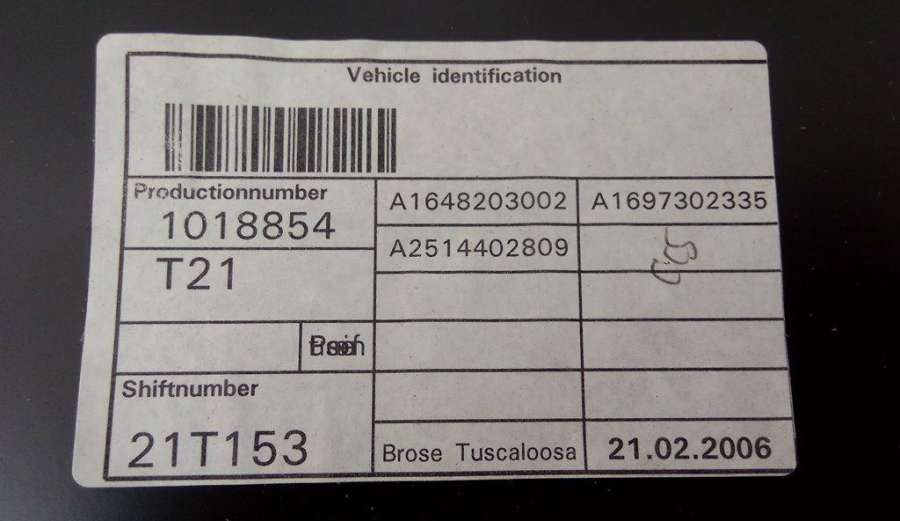 Vehicle identification
Productionnumber
1018854
A1648203002
A1697302335
T21
A2514402809
Shiftnumber
21T153
Brose Tuscaloosa
21.02.2006